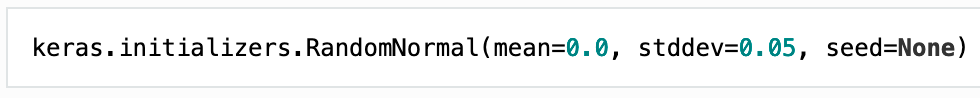 keras.initializers.RandomNormal(mean=0.0, stddev=0.05, seed=None)